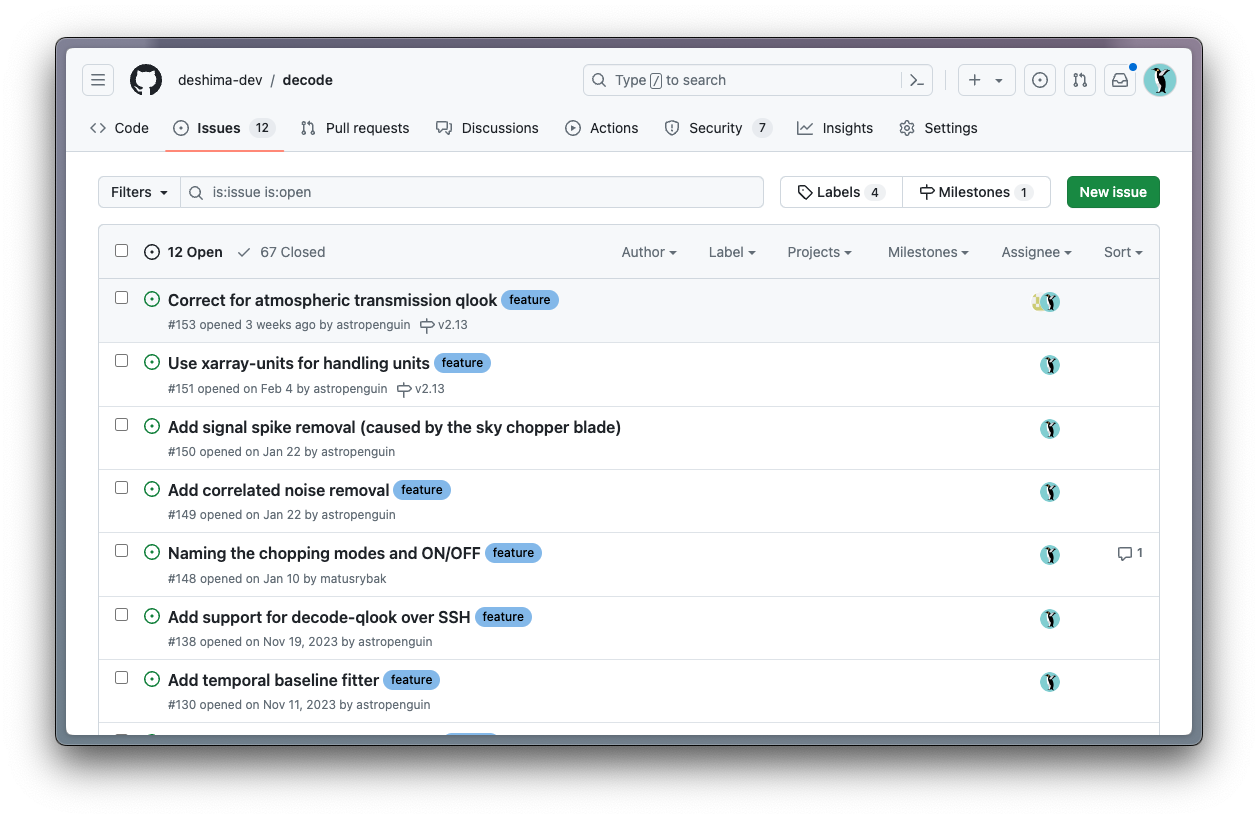 deshima-dev / decode
Type / to search
Code
Issues 12
Pull requests
Discussions
Actions
Security 7
Insights
Settings
Filters
is:issue is:open
Labels 4
Milestones 1
New issue
12 Open
67 Closed
Author
Label
Projects
Milestones
Assignee
Sort
Correct for atmospheric transmission qlook feature
#153 opened 3 weeks ago by astropenguin v2.13
Use xarray-units for handling units feature
#151 opened on Feb 4 by astropenguin v2.13
Add signal spike removal (caused by the sky chopper blade)
#150 opened on Jan 22 by astropenguin
Add correlated noise removal feature
#149 opened on Jan 22 by astropenguin
Naming the chopping modes and ON/OFF feature
1
#148 opened on Jan 10 by matusrybak
Add support for decode-qlook over SSH feature
#138 opened on Nov 19, 2023 by astropenguin
Add temporal baseline fitter feature
#130 opened on Nov 11, 2023 by astropenguin